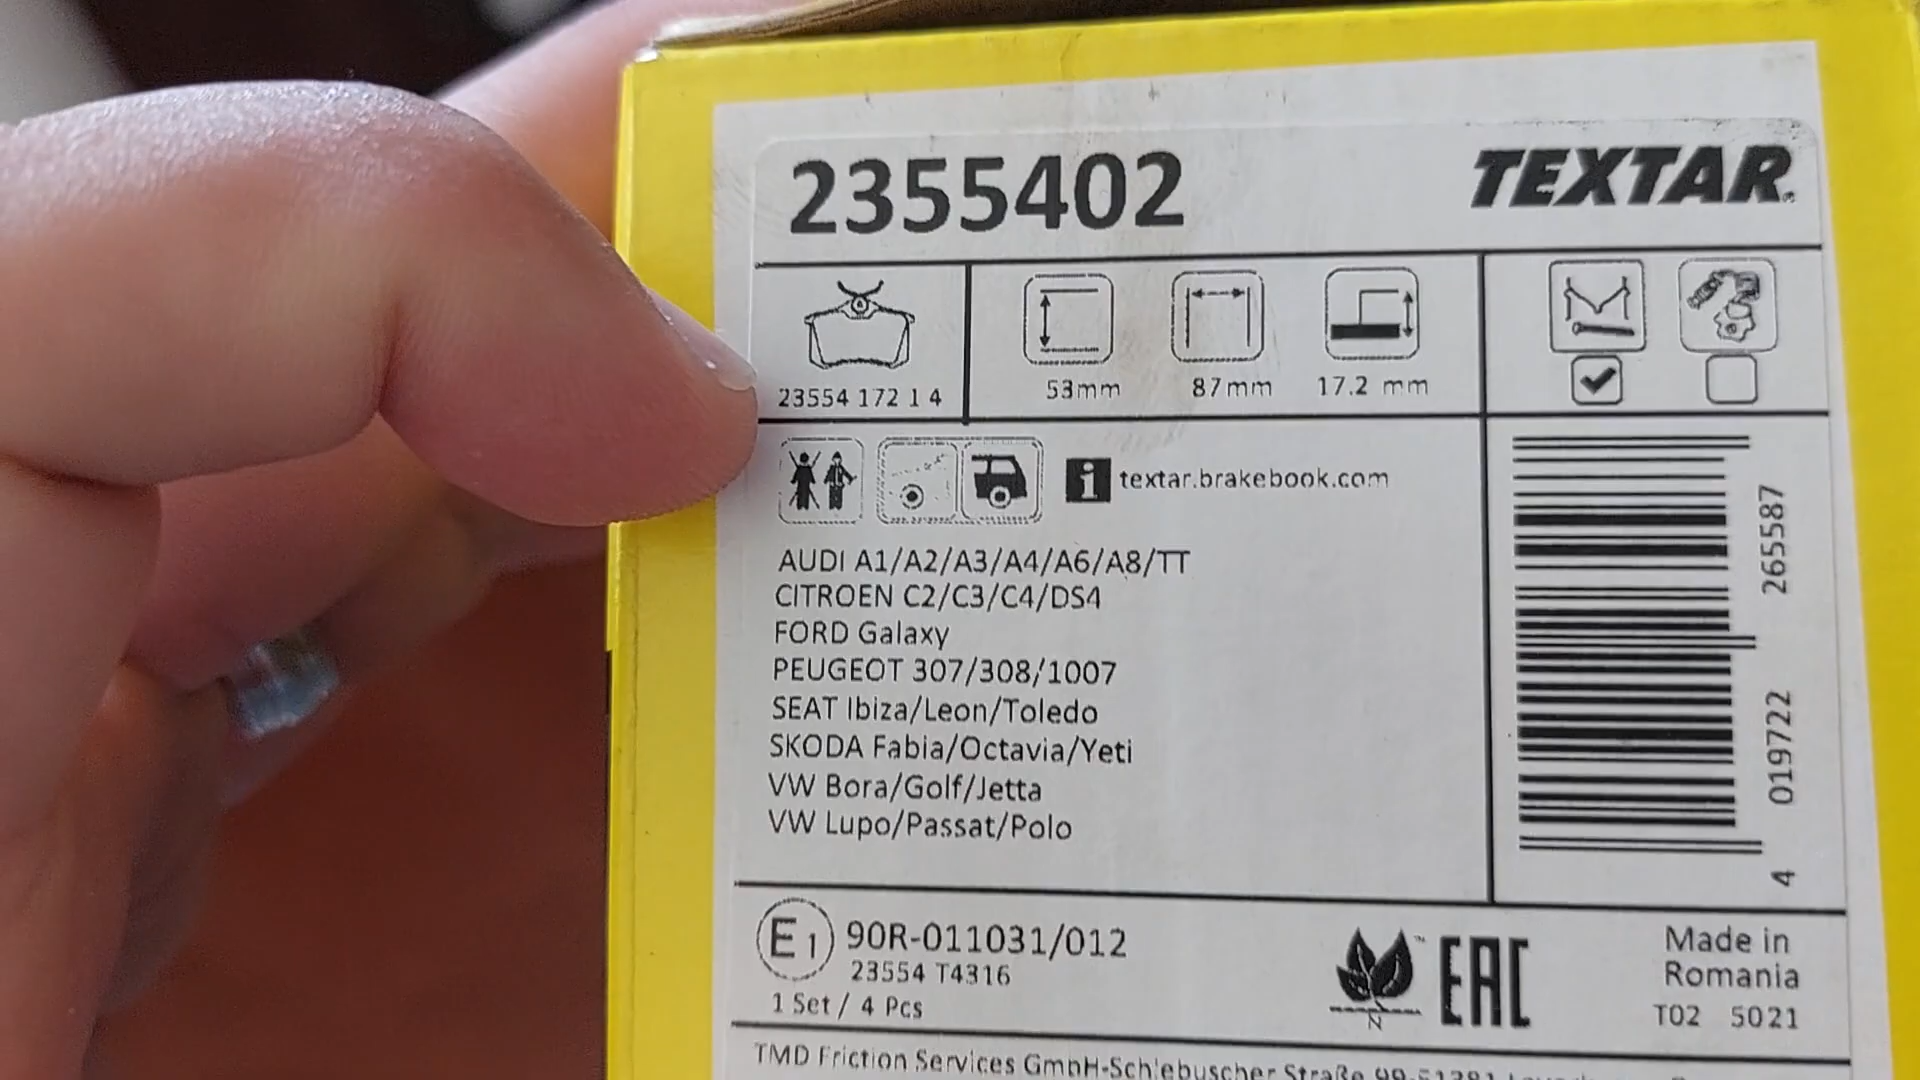 2355402
TEXTAR
23554 172 1 4
53mm
87mm
17.2 mm
i textar.brakebook.com
AUDI A1/A2/A3/A4/A6/A8/TT
CITROEN C2/C3/C4/DS4
FORD Galaxy
PEUGEOT 307/308/1007
SEAT Ibiza/Leon/Toledo
SKODA Fabia/Octavia/Yeti
VW Bora/Golf/Jetta
VW Lupo/Passat/Polo
4 019722 265587
E1 90R-011031/012
23554 T4316
1 Set / 4 Pcs
N
EAC
Made in
Romania
T02 5021
TMD Friction Services GmbH-Schlebuscher Straße 99-51381